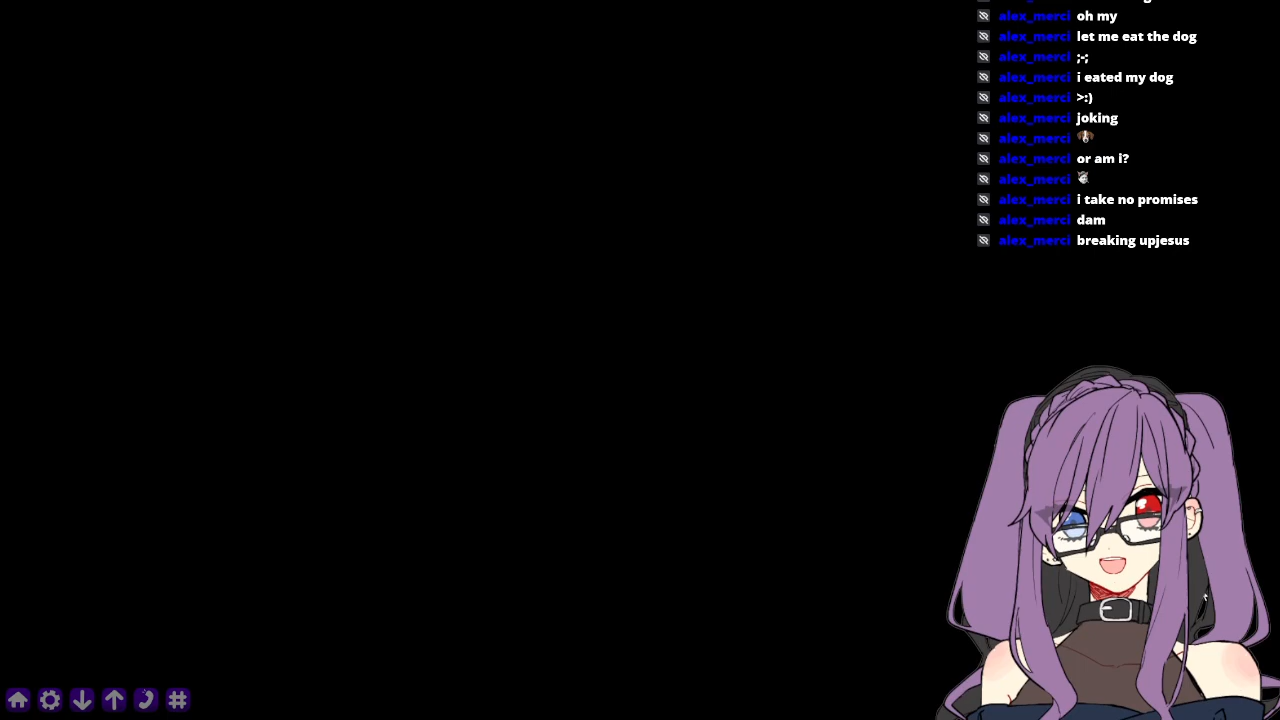 alex_merci oh my
alex_merci let me eat the dog
alex_merci ;-;
alex_merci i eated my dog
alex_merci >:)
alex_merci joking
alex_merci
alex_merci or am i?
alex_merci
alex_merci i take no promises
alex_merci dam
alex_merci breaking upjesus